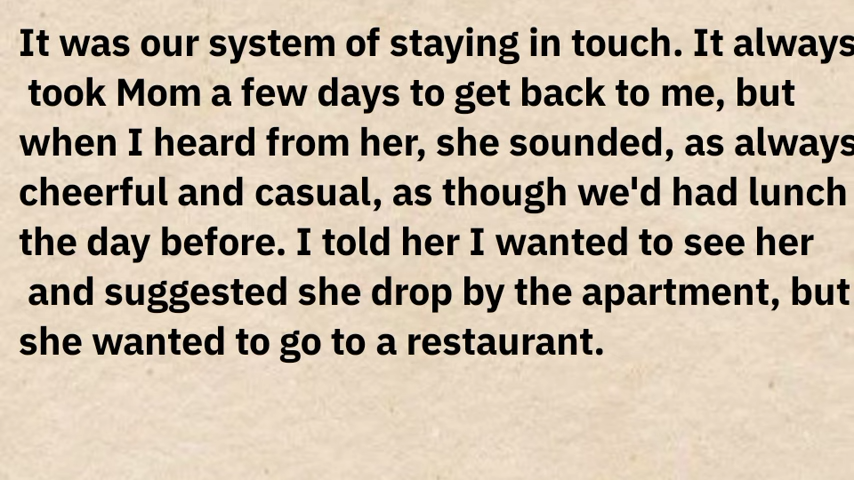 It was our system of staying in touch. It always
took Mom a few days to get back to me, but
when I heard from her, she sounded, as always
cheerful and casual, as though we'd had lunch
the day before. I told her I wanted to see her
and suggested she drop by the apartment, but
she wanted to go to a restaurant.